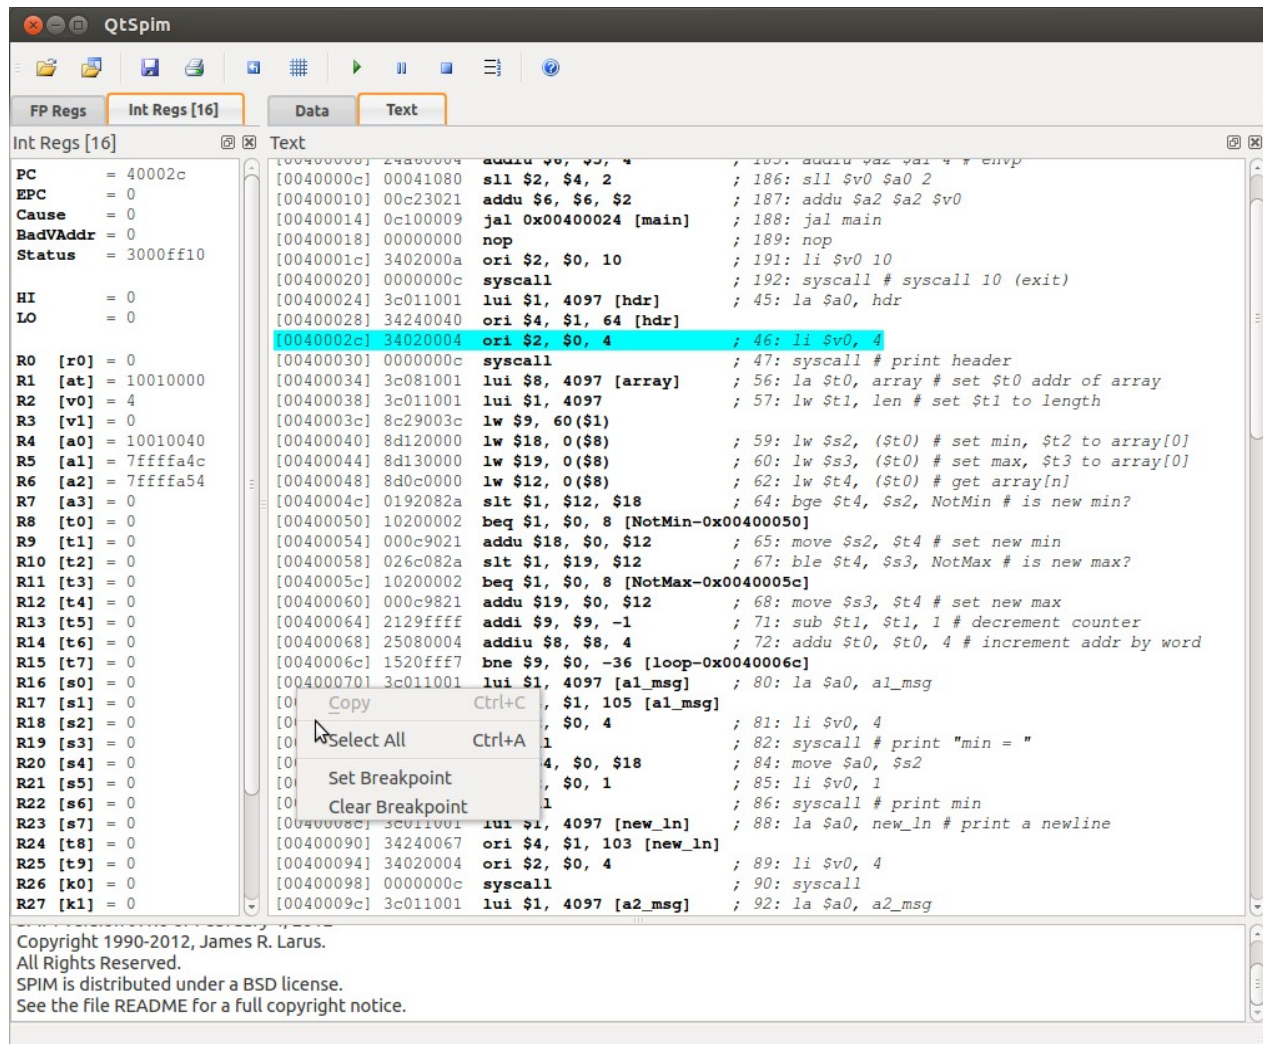 QtSpim
FP Regs
Int Regs [16]
Data
Text
Int Regs [16]
Text
PC = 40002c
EPC = 0
Cause = 0
BadVAddr = 0
Status = 3000ff10
HI = 0
LO = 0
R0 [r0] = 0
R1 [at] = 10010000
R2 [v0] = 4
R3 [v1] = 0
R4 [a0] = 10010040
R5 [a1] = 7ffffa4c
R6 [a2] = 7ffffa54
R7 [a3] = 0
R8 [t0] = 0
R9 [t1] = 0
R10 [t2] = 0
R11 [t3] = 0
R12 [t4] = 0
R13 [t5] = 0
R14 [t6] = 0
R15 [t7] = 0
R16 [s0] = 0
R17 [s1] = 0
R18 [s2] = 0
R19 [s3] = 0
R20 [s4] = 0
R21 [s5] = 0
R22 [s6] = 0
R23 [s7] = 0
R24 [t8] = 0
R25 [t9] = 0
R26 [k0] = 0
R27 [k1] = 0
[00400008] 24a60004 addiu $6, $5, 4 ; 185: addiu $a2 $a1 4 # envp
[0040000c] 00041080 sll $2, $4, 2 ; 186: sll $v0 $a0 2
[00400010] 00c23021 addu $6, $6, $2 ; 187: addu $a2 $a2 $v0
[00400014] 0c100009 jal 0x00400024 [main] ; 188: jal main
[00400018] 00000000 nop ; 189: nop
[0040001c] 3402000a ori $2, $0, 10 ; 191: li $v0 10
[00400020] 0000000c syscall ; 192: syscall # syscall 10 (exit)
[00400024] 3c011001 lui $1, 4097 [hdr] ; 45: la $a0, hdr
[00400028] 34240040 ori $4, $1, 64 [hdr]
[0040002c] 34020004 ori $2, $0, 4 ; 46: li $v0, 4
[00400030] 0000000c syscall ; 47: syscall # print header
[00400034] 3c081001 lui $8, 4097 [array] ; 56: la $t0, array # set $t0 addr of array
[00400038] 3c011001 lui $1, 4097 ; 57: lw $t1, len # set $t1 to length
[0040003c] 8c29003c lw $9, 60($1)
[00400040] 8d120000 lw $18, 0($8) ; 59: lw $s2, ($t0) # set min, $t2 to array[0]
[00400044] 8d130000 lw $19, 0($8) ; 60: lw $s3, ($t0) # set max, $t3 to array[0]
[00400048] 8d0c0000 lw $12, 0($8) ; 62: lw $t4, ($t0) # get array[n]
[0040004c] 0192082a slt $1, $12, $18 ; 64: bge $t4, $s2, NotMin # is new min?
[00400050] 10200002 beq $1, $0, 8 [NotMin-0x00400050]
[00400054] 000c9021 addu $18, $0, $12 ; 65: move $s2, $t4 # set new min
[00400058] 026c082a slt $1, $19, $12 ; 67: ble $t4, $s3, NotMax # is new max?
[0040005c] 10200002 beq $1, $0, 8 [NotMax-0x0040005c]
[00400060] 000c9821 addu $19, $0, $12 ; 68: move $s3, $t4 # set new max
[00400064] 2129ffff addi $9, $9, -1 ; 71: sub $t1, $t1, 1 # decrement counter
[00400068] 25080004 addiu $8, $8, 4 ; 72: addu $t0, $t0, 4 # increment addr by word
[0040006c] 1520fff7 bne $9, $0, -36 [loop-0x0040006c]
[00400070] 3c011001 lui $1, 4097 [a1_msg] ; 80: la $a0, a1_msg
[0 , $1, 105 [a1_msg]
[0 , $0, 4 ; 81: li $v0, 4
[0 l ; 82: syscall # print "min = "
[0 4, $0, $18 ; 84: move $a0, $s2
[0 , $0, 1 ; 85: li $v0, 1
[0 l ; 86: syscall # print min
[0040008c] 3c011001 lui $1, 4097 [new_ln] ; 88: la $a0, new_ln # print a newline
[00400090] 34240067 ori $4, $1, 103 [new_ln]
[00400094] 34020004 ori $2, $0, 4 ; 89: li $v0, 4
[00400098] 0000000c syscall ; 90: syscall
[0040009c] 3c011001 lui $1, 4097 [a2_msg] ; 92: la $a0, a2_msg
Copy Ctrl+C
Select All Ctrl+A
Set Breakpoint
Clear Breakpoint
Copyright 1990-2012, James R. Larus.
All Rights Reserved.
SPIM is distributed under a BSD license.
See the file README for a full copyright notice.